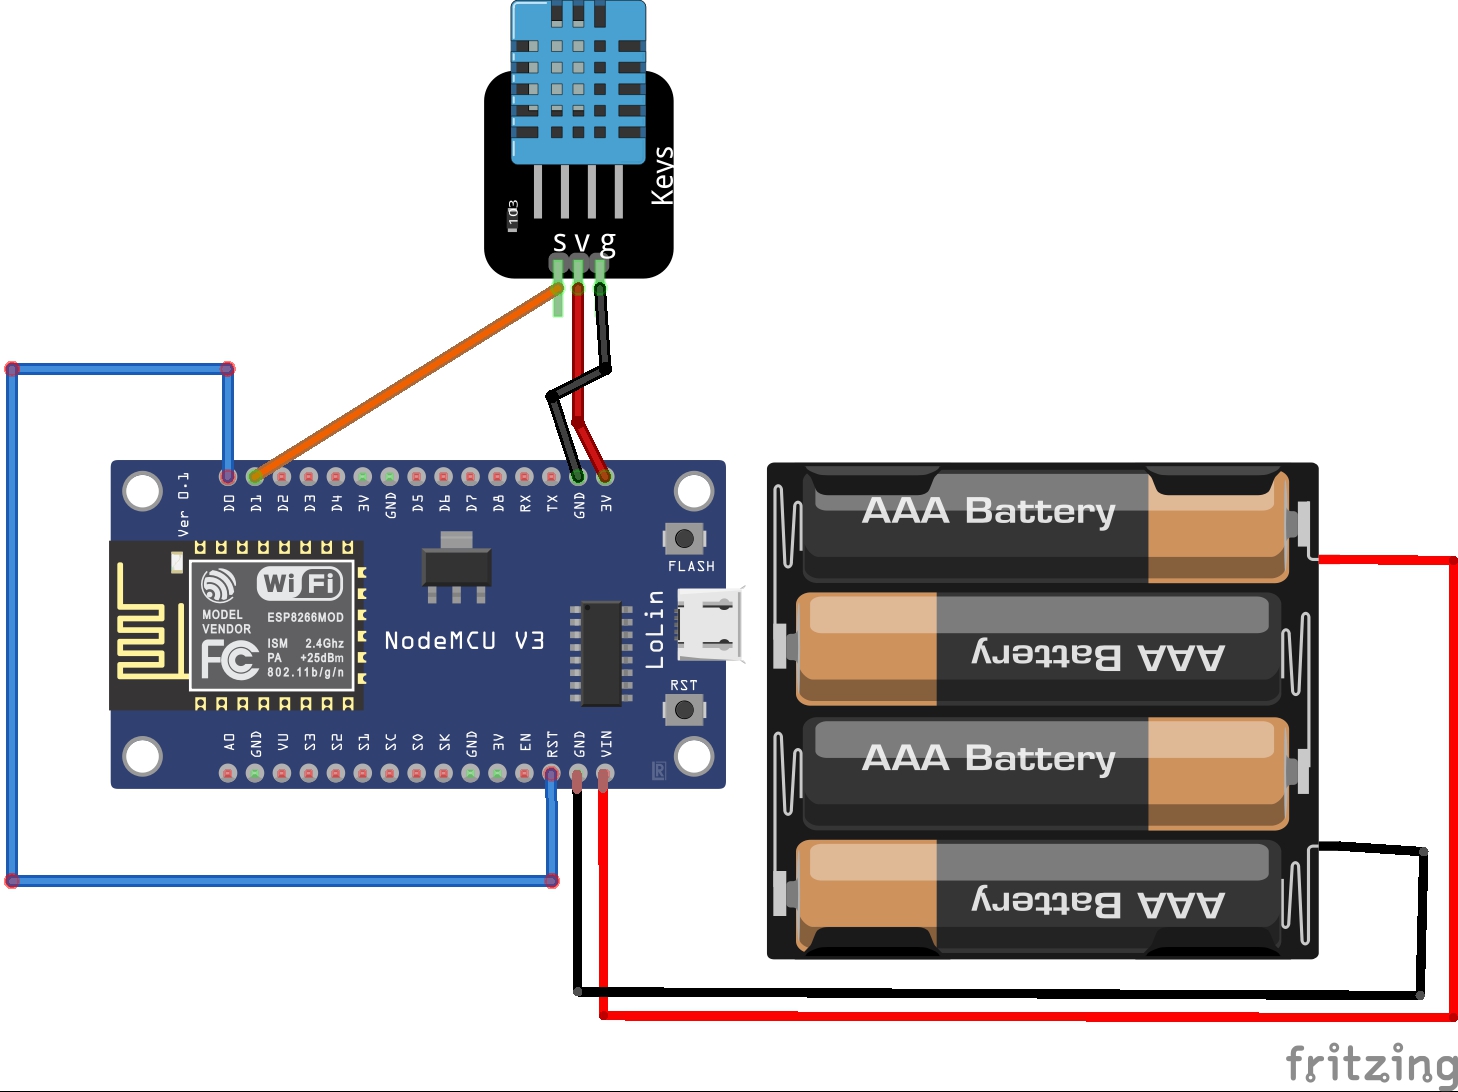 Keys
103
S V g
Ver 0.1
D0 D1 D2 D3 D4 3V GND D5 D6 D7 D8 RX TX GND 3V
FLASH
WiFi
MODEL
VENDOR
ESP8266MOD
FC
ISM 2.4Ghz
PA +25dBm
802.11b/g/n
NodeMCU V3
LoLin
RST
A0 GND VU S3 S2 S1 SC SO SK GND 3V EN RST GND VIN
AAA Battery
AAA Battery
AAA Battery
AAA Battery
fritzing